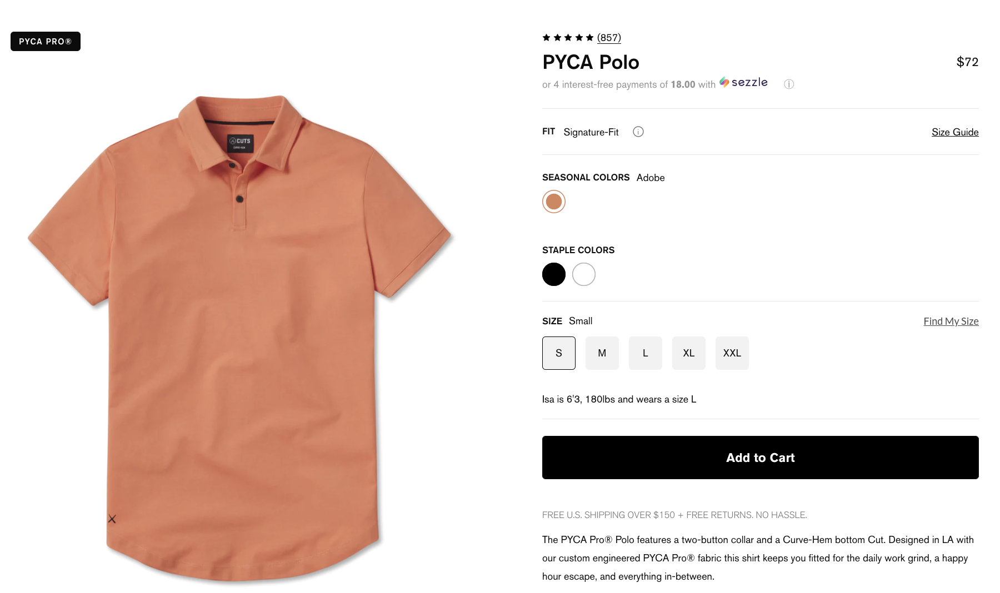 PYCA PRO®
CUTS
CURVE-HEM
(857)
PYCA Polo
$72
or 4 interest-free payments of 18.00 with sezzle
FIT Signature-Fit
Size Guide
SEASONAL COLORS Adobe
STAPLE COLORS
SIZE Small
Find My Size
S M L XL XXL
Isa is 6'3, 180lbs and wears a size L
Add to Cart
FREE U.S. SHIPPING OVER $150 + FREE RETURNS. NO HASSLE.
The PYCA Pro® Polo features a two-button collar and a Curve-Hem bottom Cut. Designed in LA with
our custom engineered PYCA Pro® fabric this shirt keeps you fitted for the daily work grind, a happy
hour escape, and everything in-between.